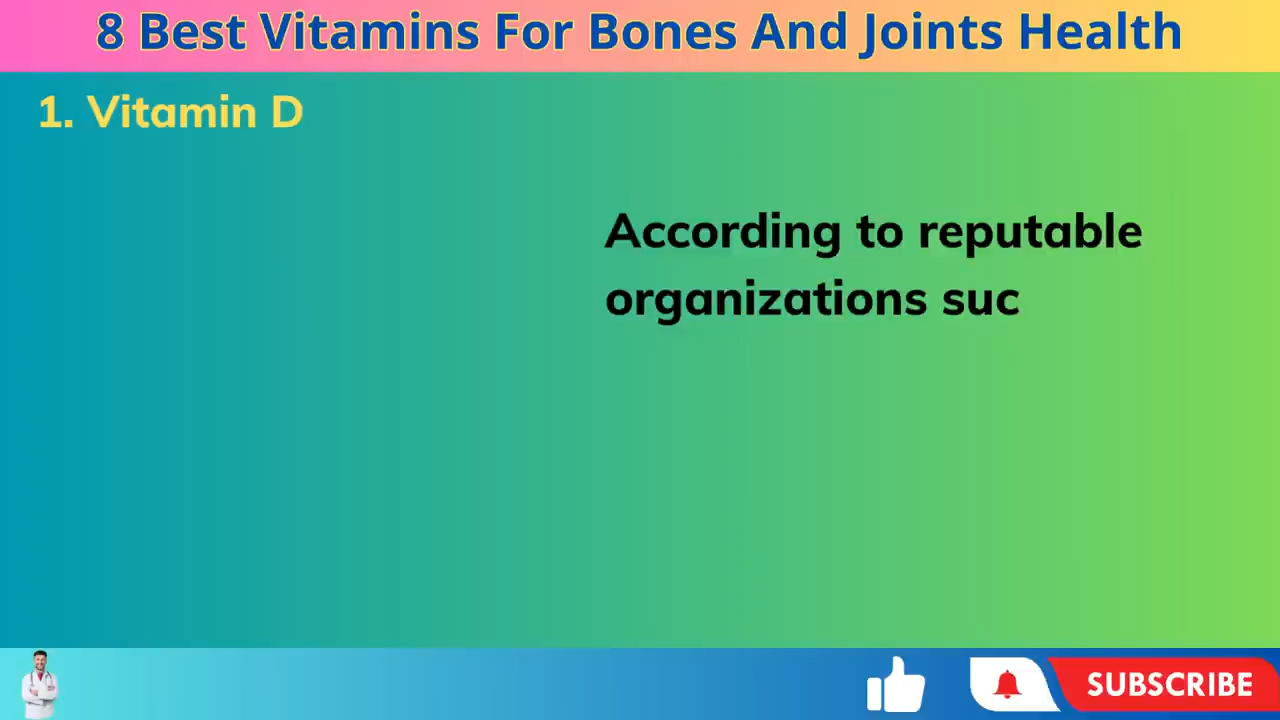 8 Best Vitamins For Bones And Joints Health
1. Vitamin D
According to reputable
organizations suc
SUBSCRIBE